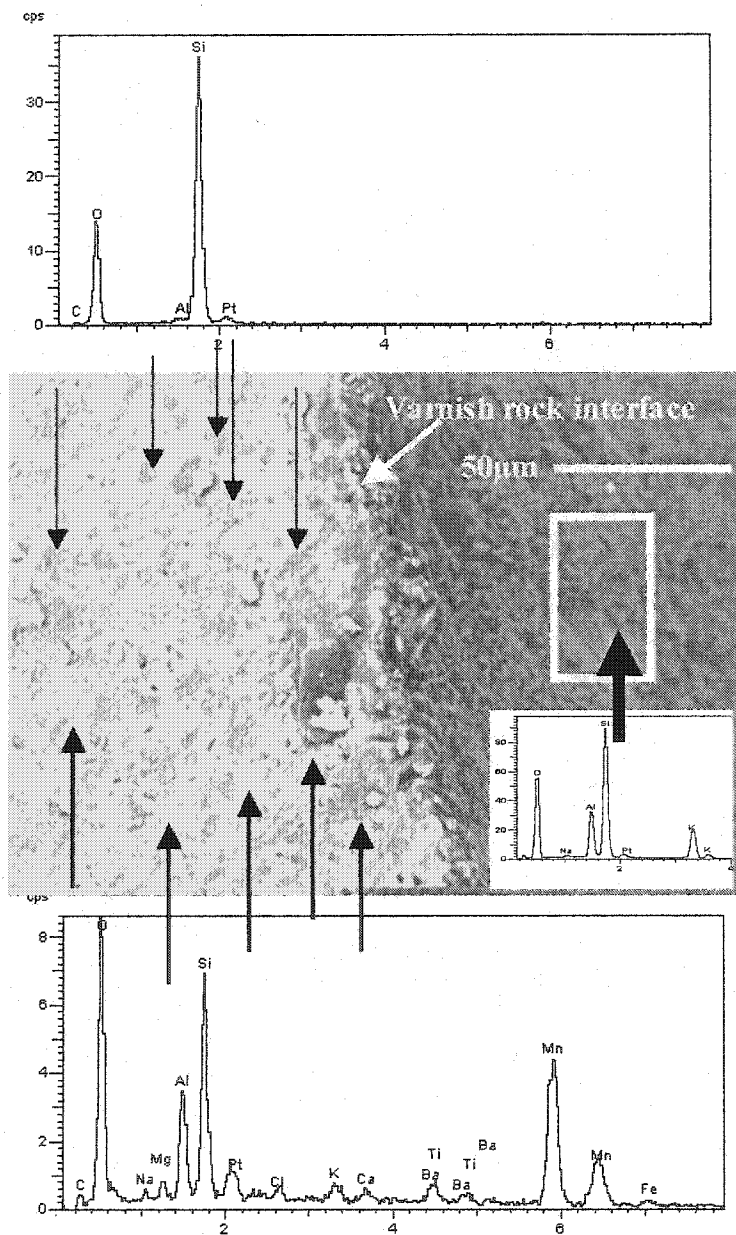 cps
Si
30
20
O
10
C Al Pt
0
2 4 6
Varnish rock interface
50µm
Si
80
60
O
40
Al
20
K
Na Pt K
0
2 4
cps
8
O
Si
6
4
Mn
Al
2
Ba
Mg Ti
Pt Ti Mn
Na Cl K Ca Ba Ba
C Fe
0
2 4 6